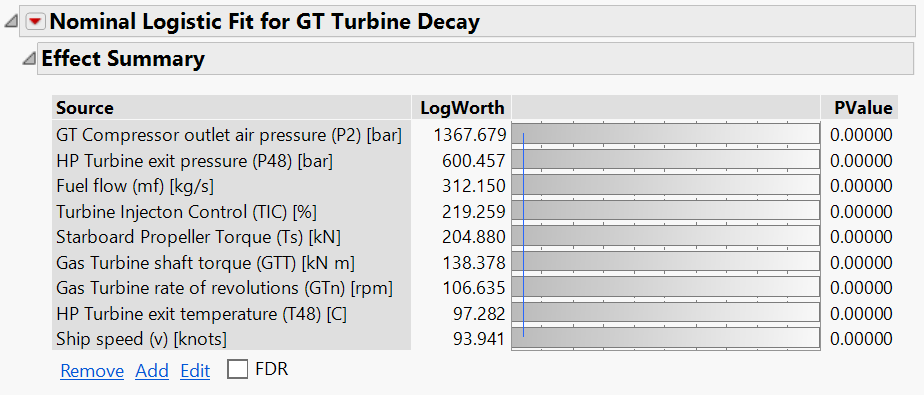 Nominal Logistic Fit for GT Turbine Decay
Effect Summary
Source LogWorth PValue
GT Compressor outlet air pressure (P2) [bar] 1367.679 0.00000
HP Turbine exit pressure (P48) [bar] 600.457 0.00000
Fuel flow (mf) [kg/s] 312.150 0.00000
Turbine Injecton Control (TIC) [%] 219.259 0.00000
Starboard Propeller Torque (Ts) [kN] 204.880 0.00000
Gas Turbine shaft torque (GTT) [kN m] 138.378 0.00000
Gas Turbine rate of revolutions (GTn) [rpm] 106.635 0.00000
HP Turbine exit temperature (T48) [C] 97.282 0.00000
Ship speed (v) [knots] 93.941 0.00000
Remove Add Edit FDR